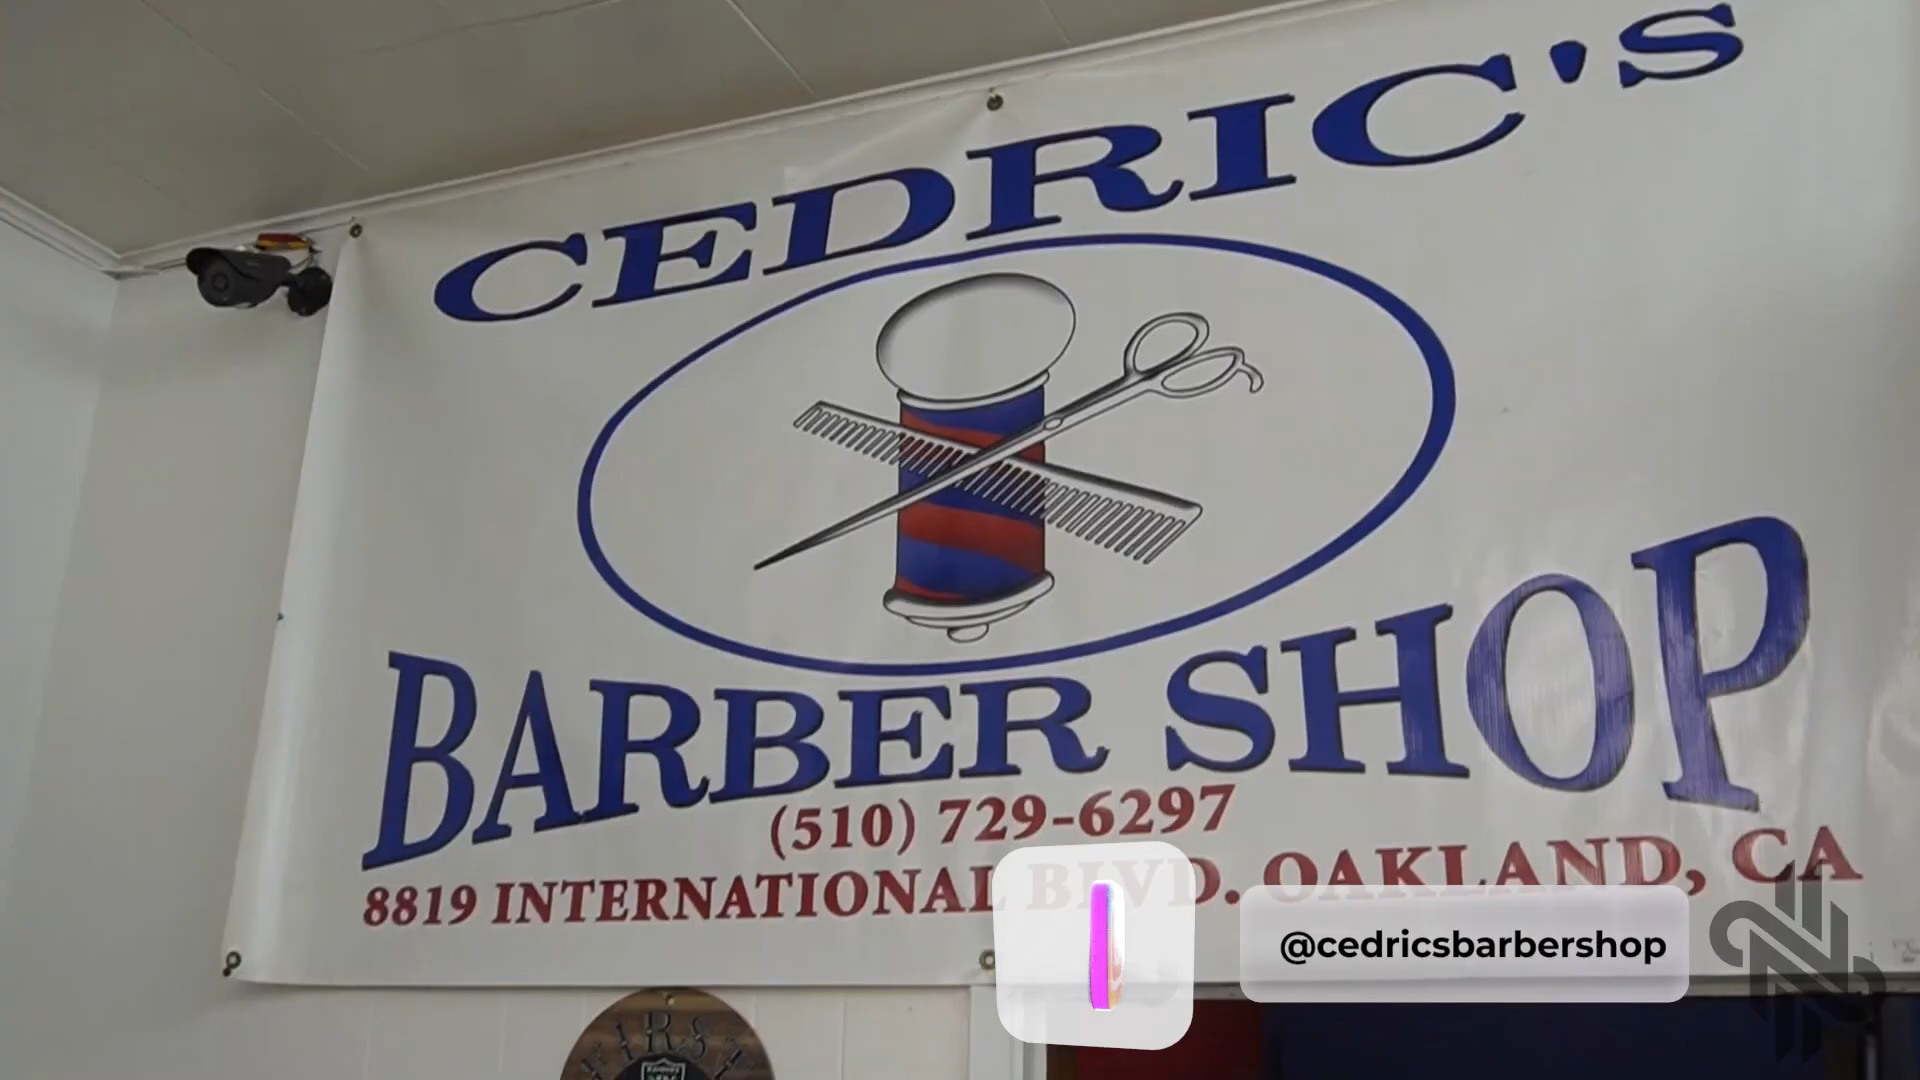 CEDRIC'S
BARBER SHOP
(510) 729-6297
8819 INTERNATIONAL BLVD. OAKLAND, CA
@cedricsbarbershop